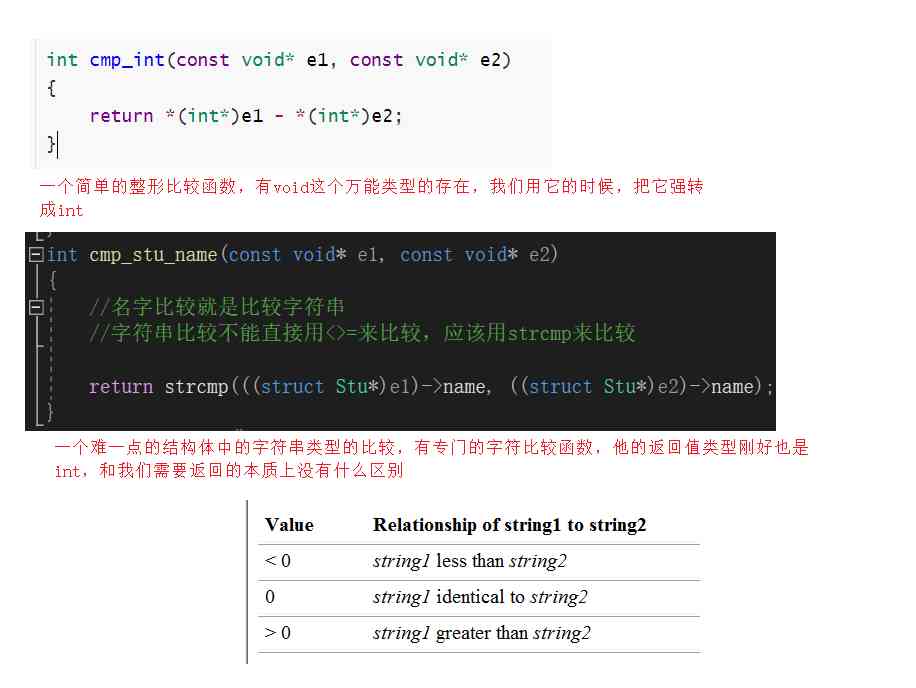 int cmp_int(const void* e1, const void* e2)
{
return *(int*)e1 - *(int*)e2;
}
一个简单的整形比较函数，有void这个万能类型的存在，我们用它的时候，把它强转
成int
int cmp_stu_name(const void* e1, const void* e2)
{
//名字比较就是比较字符串
//字符串比较不能直接用<>=来比较，应该用strcmp来比较
return strcmp(((struct Stu*)e1)->name, ((struct Stu*)e2)->name);
}
一个难一点的结构体中的字符串类型的比较，有专门的字符比较函数，他的返回值类型刚好也是
int，和我们需要返回的本质上没有什么区别
Value Relationship of string1 to string2
< 0 string1 less than string2
0 string1 identical to string2
> 0 string1 greater than string2